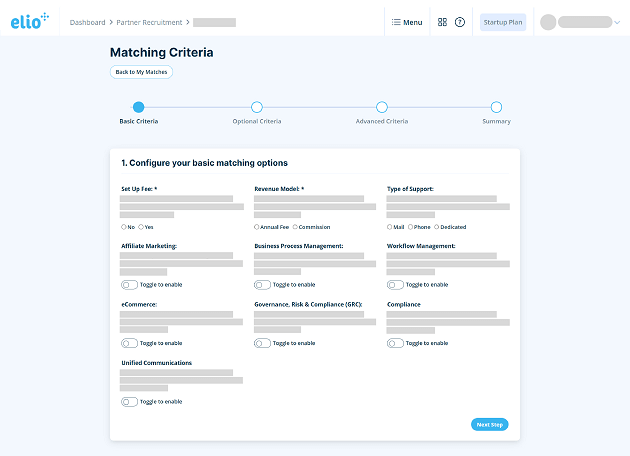 elio
Dashboard > Partner Recruitment >
Menu
?
Startup Plan
Matching Criteria
Back to My Matches
Basic Criteria
Optional Criteria
Advanced Criteria
Summary
1. Configure your basic matching options
Set Up Fee: *
Revenue Model: *
Type of Support:
No Yes
Annual Fee Commission
Mail Phone Dedicated
Affiliate Marketing:
Business Process Management:
Workflow Management:
Toggle to enable
Toggle to enable
Toggle to enable
eCommerce:
Governance, Risk & Compliance (GRC):
Compliance
Toggle to enable
Toggle to enable
Toggle to enable
Unified Communications
Toggle to enable
Next Step